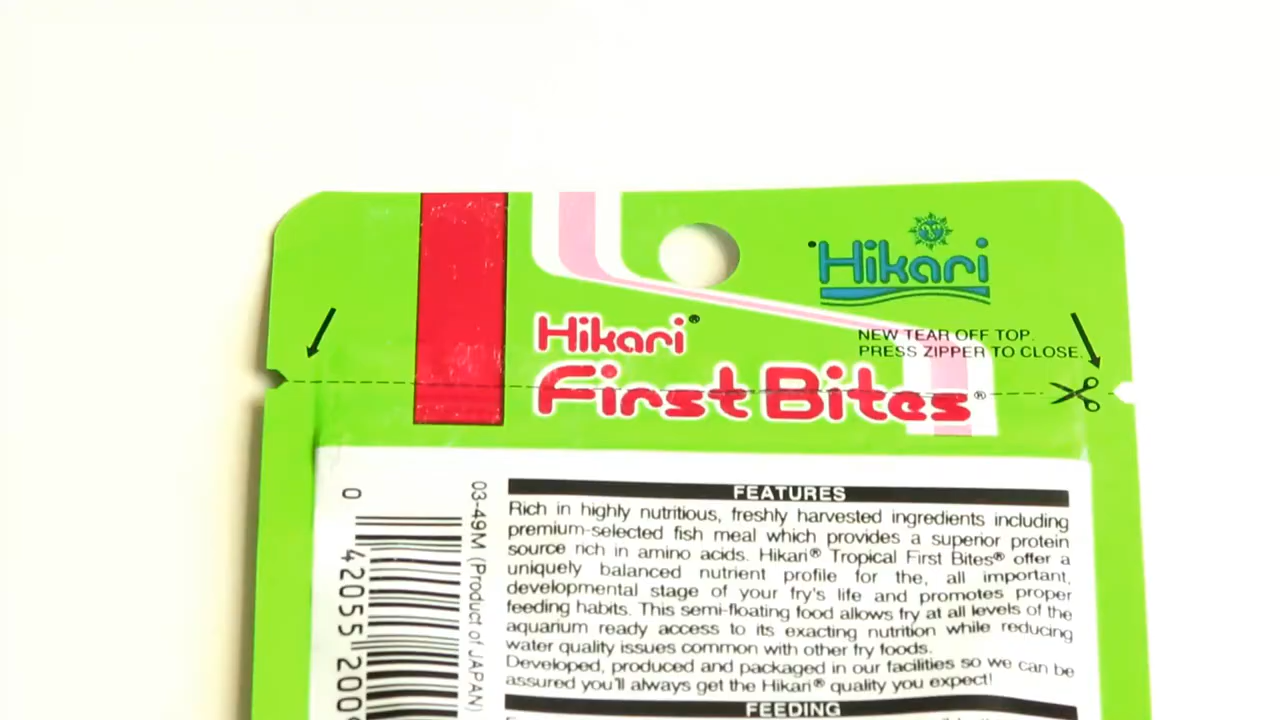 Hikari
NEW TEAR OFF TOP.
PRESS ZIPPER TO CLOSE.
Hikari®
First Bites®
FEATURES
Rich in highly nutritious, freshly harvested ingredients including
premium-selected fish meal which provides a superior protein
source rich in amino acids. Hikari® Tropical First Bites® offer a
uniquely balanced nutrient profile for the, all important,
developmental stage of your fry's life and promotes proper
feeding habits. This semi-floating food allows fry at all levels of the
aquarium ready access to its exacting nutrition while reducing
water quality issues common with other fry foods.
Developed, produced and packaged in our facilities so we can be
assured you'll always get the Hikari® quality you expect!
FEEDING
03-49M (Product of JAPAN)
0 42055 200